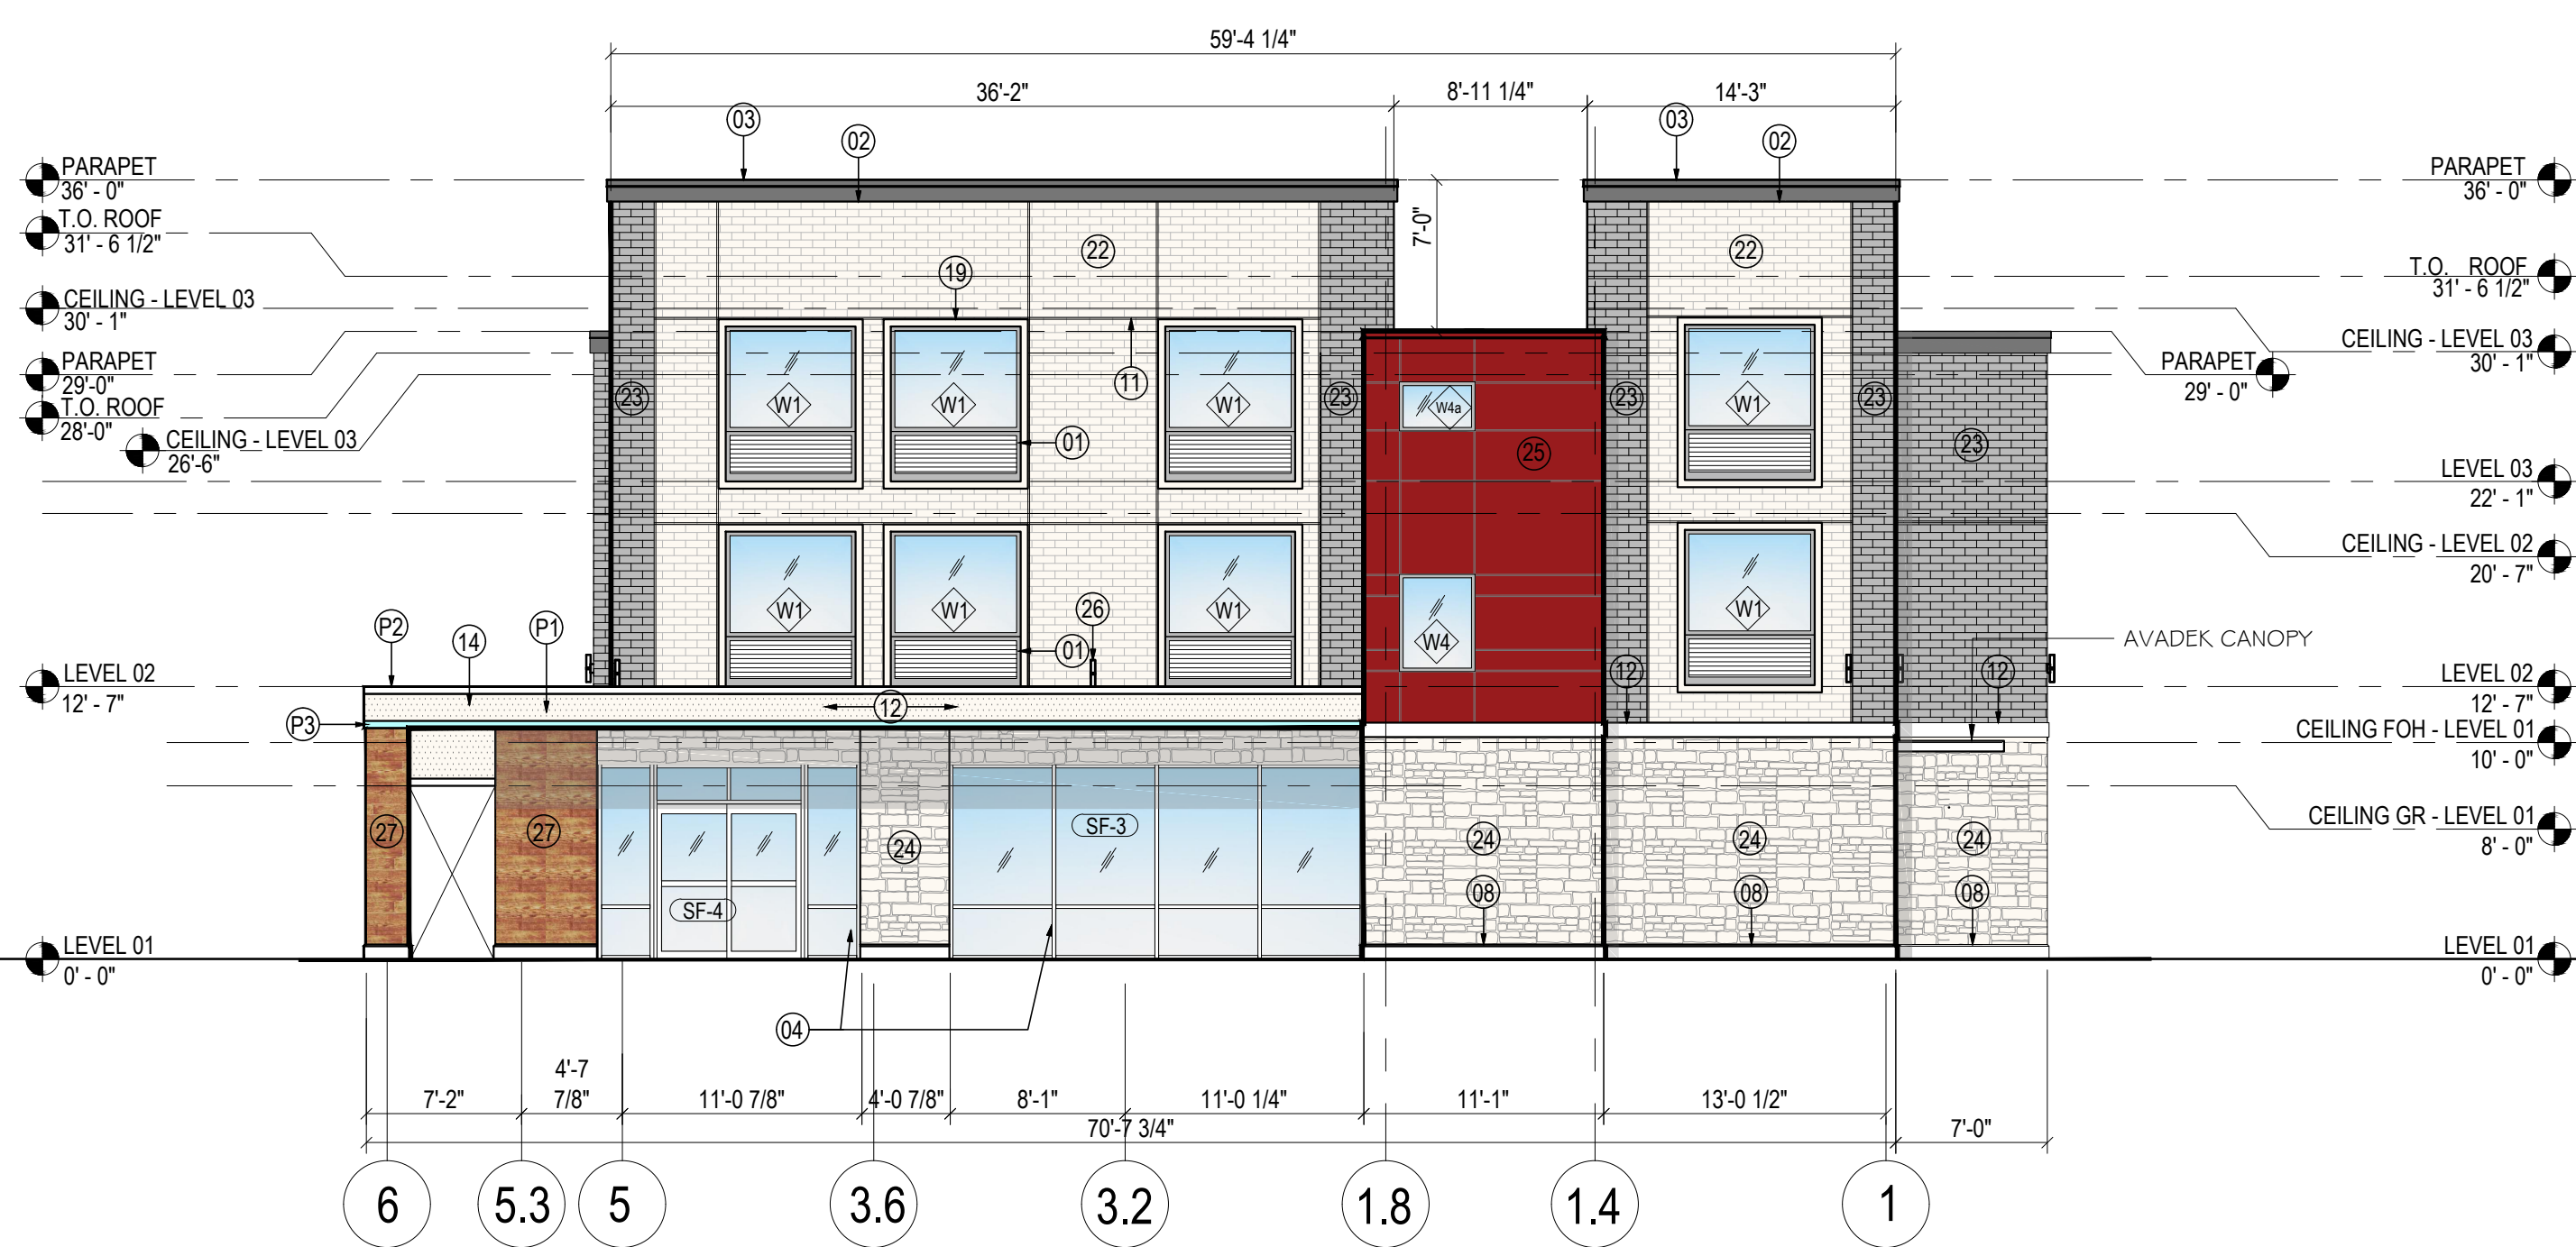 59'-4 1/4"
36'-2"
8'-11 1/4"
14'-3"
03
02
03
02
PARAPET
36' - 0"
T.O. ROOF
31' - 6 1/2"
CEILING - LEVEL 03
30' - 1"
PARAPET
29'-0"
T.O. ROOF
28'-0"
CEILING - LEVEL 03
26'-6"
LEVEL 02
12' - 7"
LEVEL 01
0' - 0"
7'-0"
22
22
19
11
23
23
23
23
23
W1
W1
W1
W4a
W1
01
25
W1
W1
W1
W4
W1
26
01
P2
14
P1
12
12
12
P3
AVADEK CANOPY
27
27
SF-4
24
SF-3
24
24
24
08
08
08
04
PARAPET
36' - 0"
T.O. ROOF
31' - 6 1/2"
CEILING - LEVEL 03
30' - 1"
PARAPET
29' - 0"
LEVEL 03
22' - 1"
CEILING - LEVEL 02
20' - 7"
LEVEL 02
12' - 7"
CEILING FOH - LEVEL 01
10' - 0"
CEILING GR - LEVEL 01
8' - 0"
LEVEL 01
0' - 0"
7'-2"
4'-7
7/8"
11'-0 7/8"
4'-0 7/8"
8'-1"
11'-0 1/4"
11'-1"
13'-0 1/2"
70'-7 3/4"
7'-0"
6
5.3
5
3.6
3.2
1.8
1.4
1